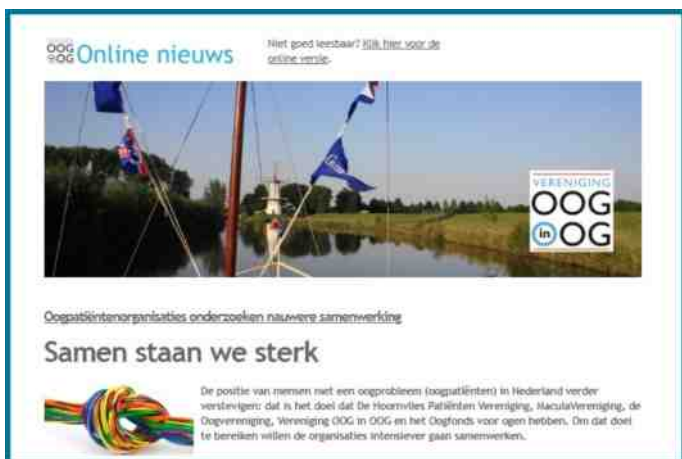 OOG
in OOG Online nieuws
Niet goed leesbaar? Klik hier voor de
online versie.
VERENIGING
OOG
in OOG
Oogpatiëntenorganisaties onderzoeken nauwere samenwerking
Samen staan we sterk
De positie van mensen met een oogprobleem (oogpatiënten) in Nederland verder
verstevigen: dat is het doel dat De Hoornvlies Patiënten Vereniging, MaculaVereniging, de
Oogvereniging, Vereniging OOG in OOG en het Oogfonds voor ogen hebben. Om dat doel
te bereiken willen de organisaties intensiever gaan samenwerken.